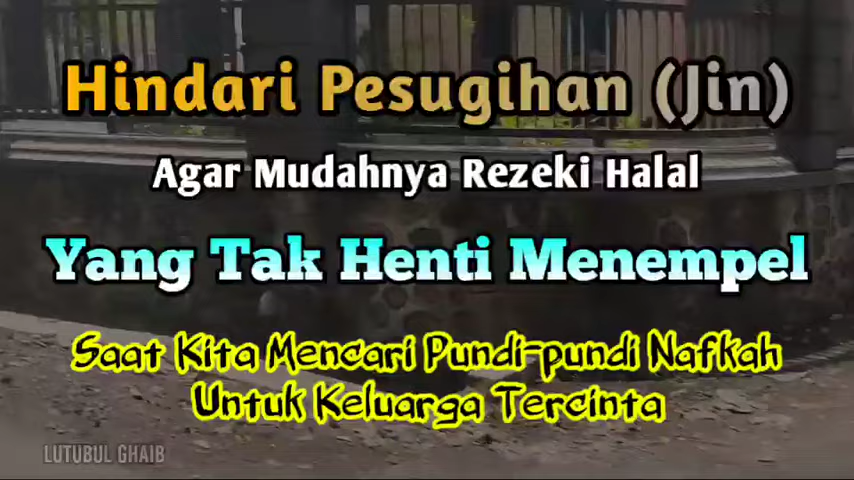 Hindari Pesugihan (Jin)
Agar Mudahnya Rezeki Halal
Yang Tak Henti Menempel
Saat Kita Mencari Pundi-pundi Nafkah
Untuk Keluarga Tercinta
LUTUBUL GHAIB